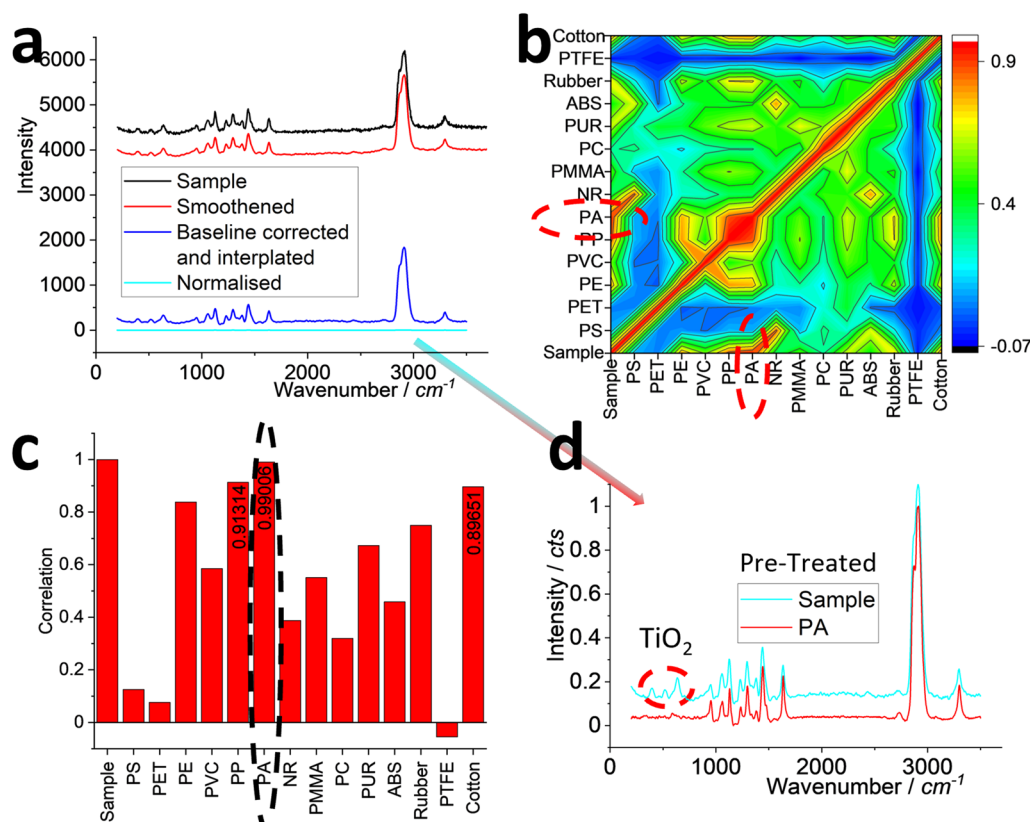 a
Intensity
6000
5000
4000
3000
2000
1000
0
Sample
Smoothened
Baseline corrected
and interplated
Normalised
0
1000
2000
3000
Wavenumber / cm⁻¹
b
Cotton
PTFE
Rubber
ABS
PUR
PC
PMMA
NR
PA
PP
PVC
PE
PET
PS
Sample
Sample
PS
PET
PE
PVC
PP
PA
NR
PMMA
PC
PUR
ABS
Rubber
PTFE
Cotton
0.9
0.4
-0.07
c
Correlation
1
0.8
0.6
0.4
0.2
0
0.91314
0.99006
0.89651
Sample
PS
PET
PE
PVC
PP
PA
NR
PMMA
PC
PUR
ABS
Rubber
PTFE
Cotton
d
Intensity / cts
1
0.8
0.6
0.4
0.2
0
Pre-Treated
Sample
PA
TiO₂
0
1000
2000
3000
Wavenumber / cm⁻¹